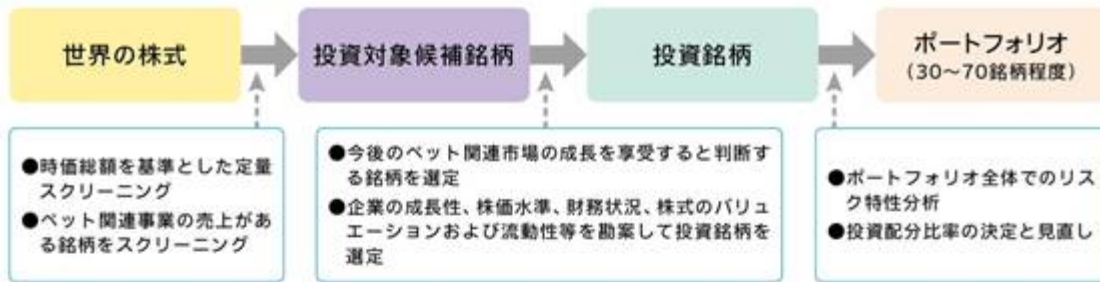 世界の株式
投資対象候補銘柄
投資銘柄
ポートフォリオ
(30～70銘柄程度)
●時価総額を基準とした定量
スクリーニング
●ペット関連事業の売上があ
る銘柄をスクリーニング
●今後のペット関連市場の成長を享受すると判断す
る銘柄を選定
●企業の成長性、株価水準、財務状況、株式のバリュ
エーションおよび流動性等を勘案して投資銘柄を
選定
●ポートフォリオ全体でのリス
ク特性分析
●投資配分比率の決定と見直し